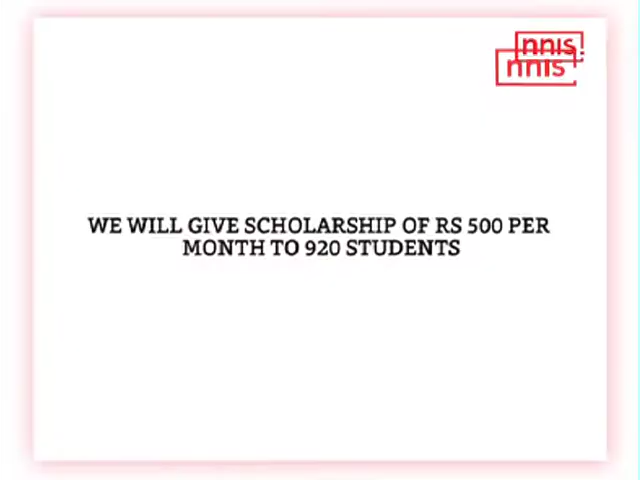 nnis
nnis
WE WILL GIVE SCHOLARSHIP OF RS 500 PER
MONTH TO 920 STUDENTS